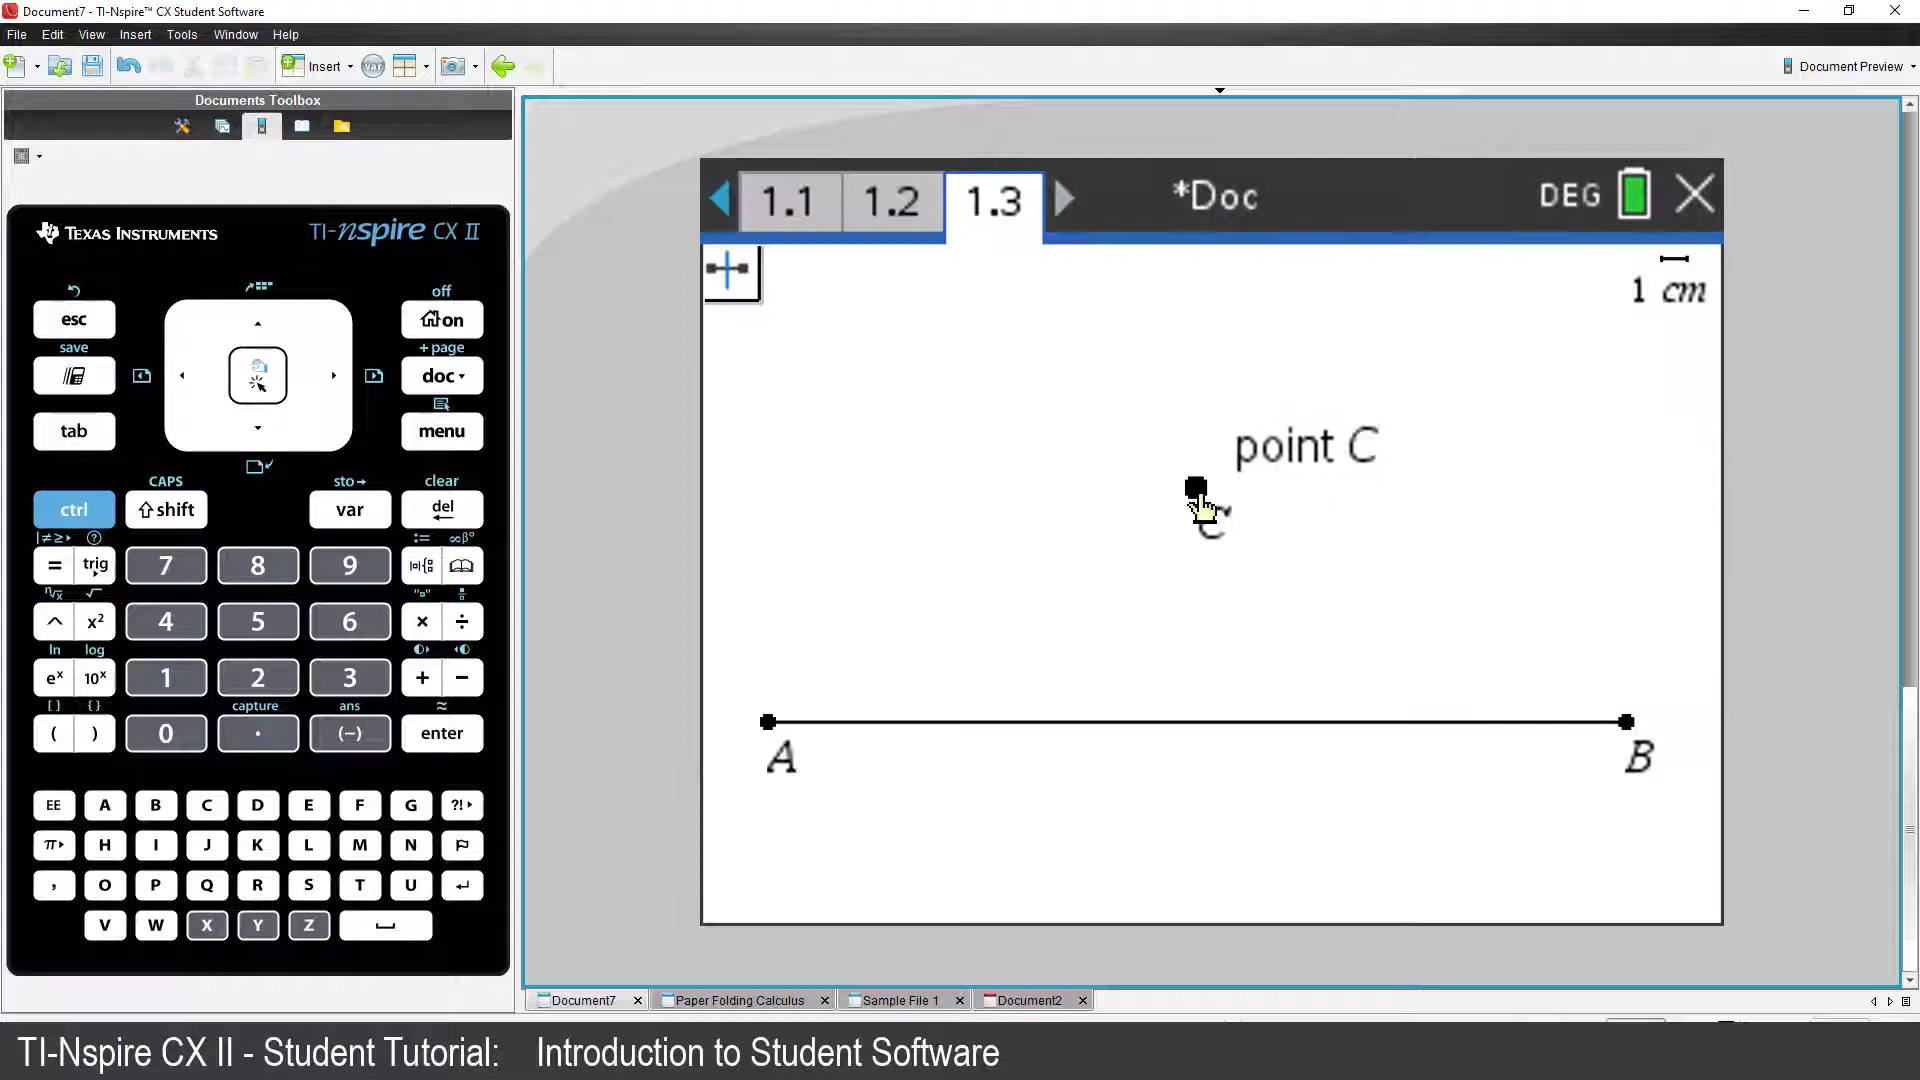 Document7 - TI-Nspire™ CX Student Software
File Edit View Insert Tools Window Help
Insert var Document Preview
Documents Toolbox
TEXAS INSTRUMENTS TI-nspire CX II
off
esc on
save + page
doc
tab menu
CAPS sto→ clear
ctrl shift var del
= trig 7 8 9
^ x² 4 5 6 × ÷
ln log
eˣ 10ˣ 1 2 3 + −
[ ] { } capture ans ≈
( ) 0 . (−) enter
EE A B C D E F G ?!
π H I J K L M N
, O P Q R S T U
V W X Y Z
1.1 1.2 1.3 *Doc DEG
1 cm
point C
C
A B
Document7 Paper Folding Calculus Sample File 1 Document2
TI-Nspire CX II - Student Tutorial: Introduction to Student Software